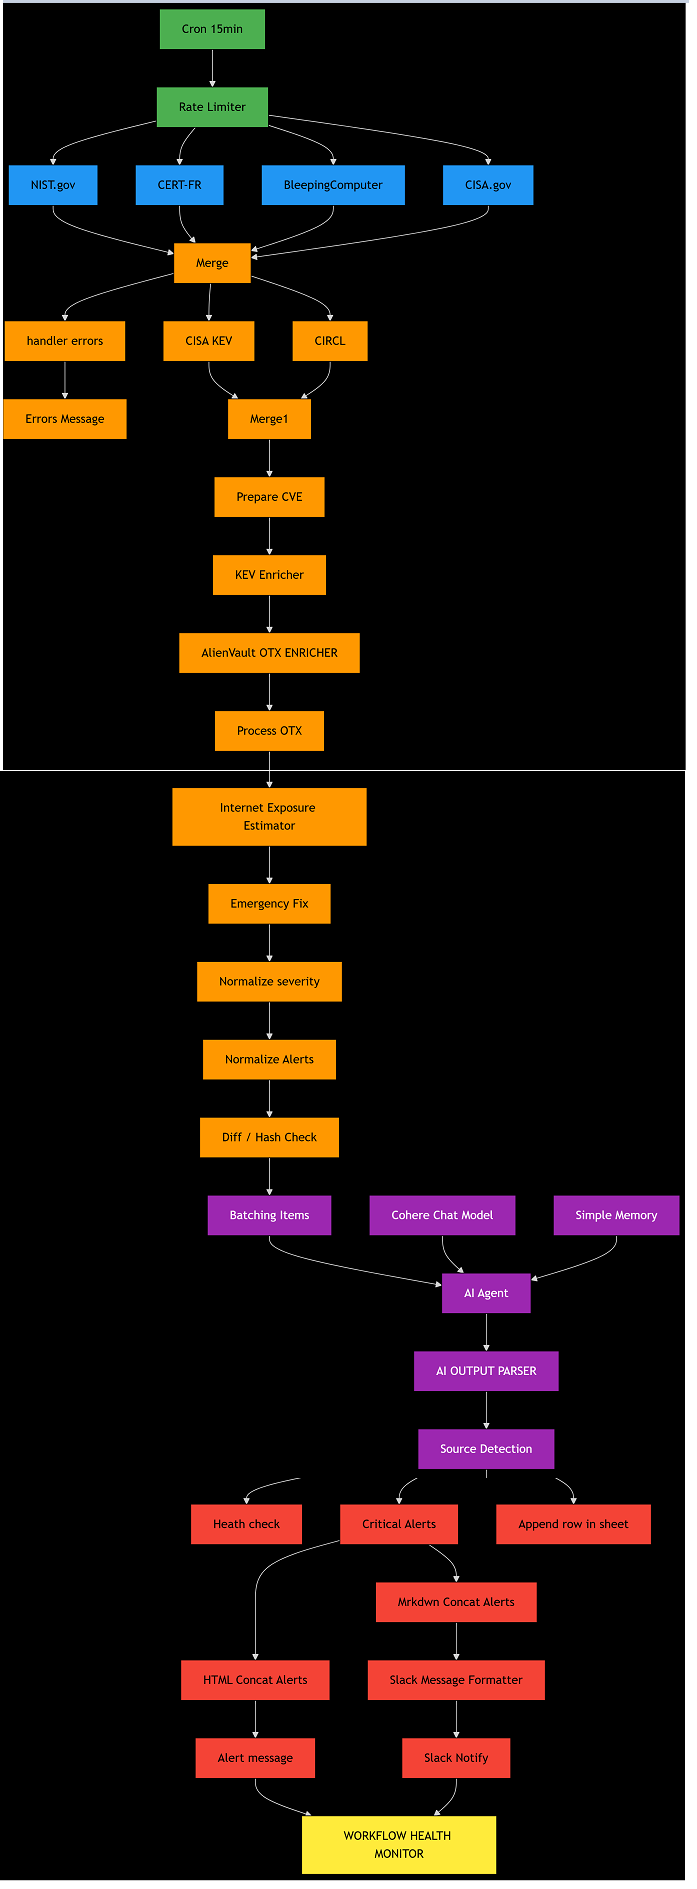 Cron 15min
Rate Limiter
NIST.gov
CERT-FR
BleepingComputer
CISA.gov
Merge
handler errors
CISA KEV
CIRCL
Errors Message
Merge1
Prepare CVE
KEV Enricher
AlienVault OTX ENRICHER
Process OTX
Internet Exposure
Estimator
Emergency Fix
Normalize severity
Normalize Alerts
Diff / Hash Check
Batching Items
Cohere Chat Model
Simple Memory
AI Agent
AI OUTPUT PARSER
Source Detection
Heath check
Critical Alerts
Append row in sheet
Mrkdwn Concat Alerts
HTML Concat Alerts
Slack Message Formatter
Alert message
Slack Notify
WORKFLOW HEALTH
MONITOR